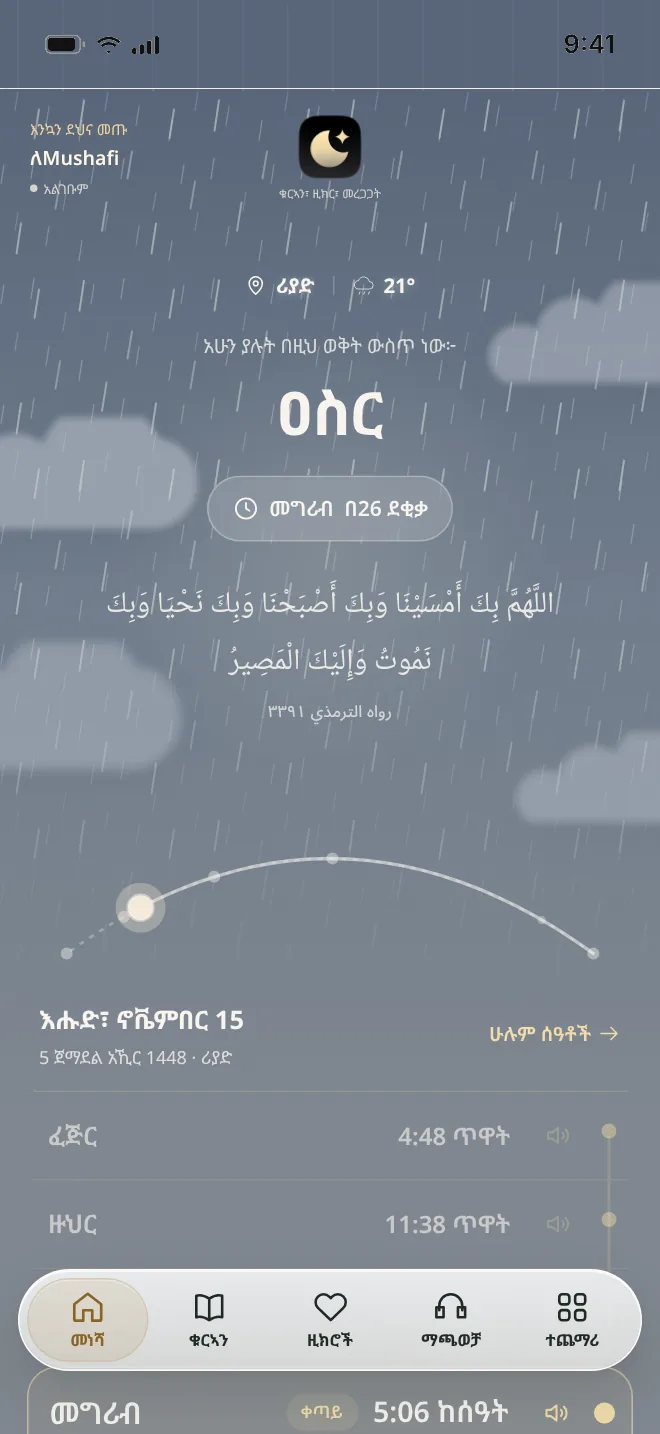 9:41
እንኳን ደህና መጡ
ለMushafi
አልገቡም
ቁርኣን፣ ዚክር፣ መረጋጋት
ሪያድ
21°
አሁን ያሉት በዚህ ወቅት ውስጥ ነው፦
ዐስር
መግሪብ በ26 ደቂቃ
اللَّهُمَّ بِكَ أَمْسَيْنَا وَبِكَ أَصْبَحْنَا وَبِكَ نَحْيَا وَبِكَ
نَمُوتُ وَإِلَيْكَ الْمَصِيرُ
رواه الترمذي ٣٣٩١
እሑድ፣ ኖቬምበር 15
5 ጀማደል አኺር 1448 · ሪያድ
ሁሉም ሰዓቶች →
ፈጅር
4:48 ጥዋት
ዙህር
11:38 ጥዋት
መግሪብ
ቀጣይ
5:06 ከሰዓት
መነሻ
ቁርኣን
ዚክሮች
ማጫወቻ
ተጨማሪ